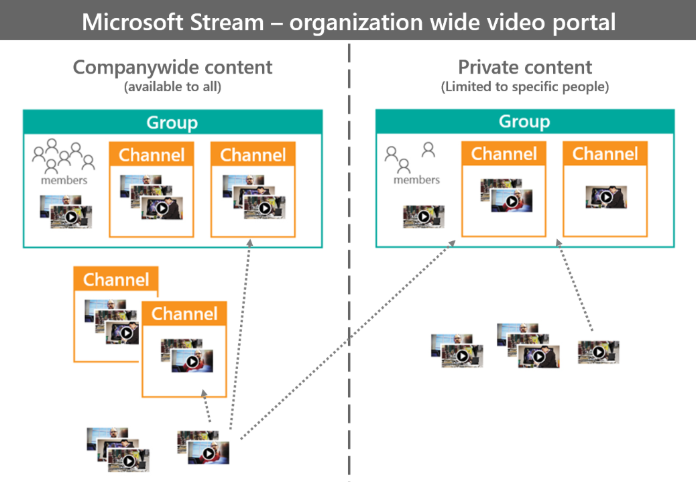 Microsoft Stream – organization wide video portal
Companywide content
(available to all)
Group
members
Channel
Channel
Channel
Channel
Private content
(Limited to specific people)
Group
members
Channel
Channel